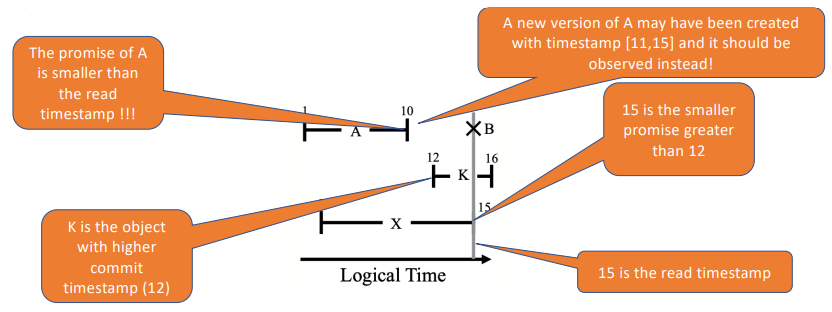 The promise of A
is smaller than
the read
timestamp !!!
A new version of A may have been created
with timestamp [11,15] and it should be
observed instead!
15 is the smaller
promise greater
than 12
1
10
A
B
12
16
K
15
X
K is the object
with higher
commit
timestamp (12)
15 is the read timestamp
Logical Time